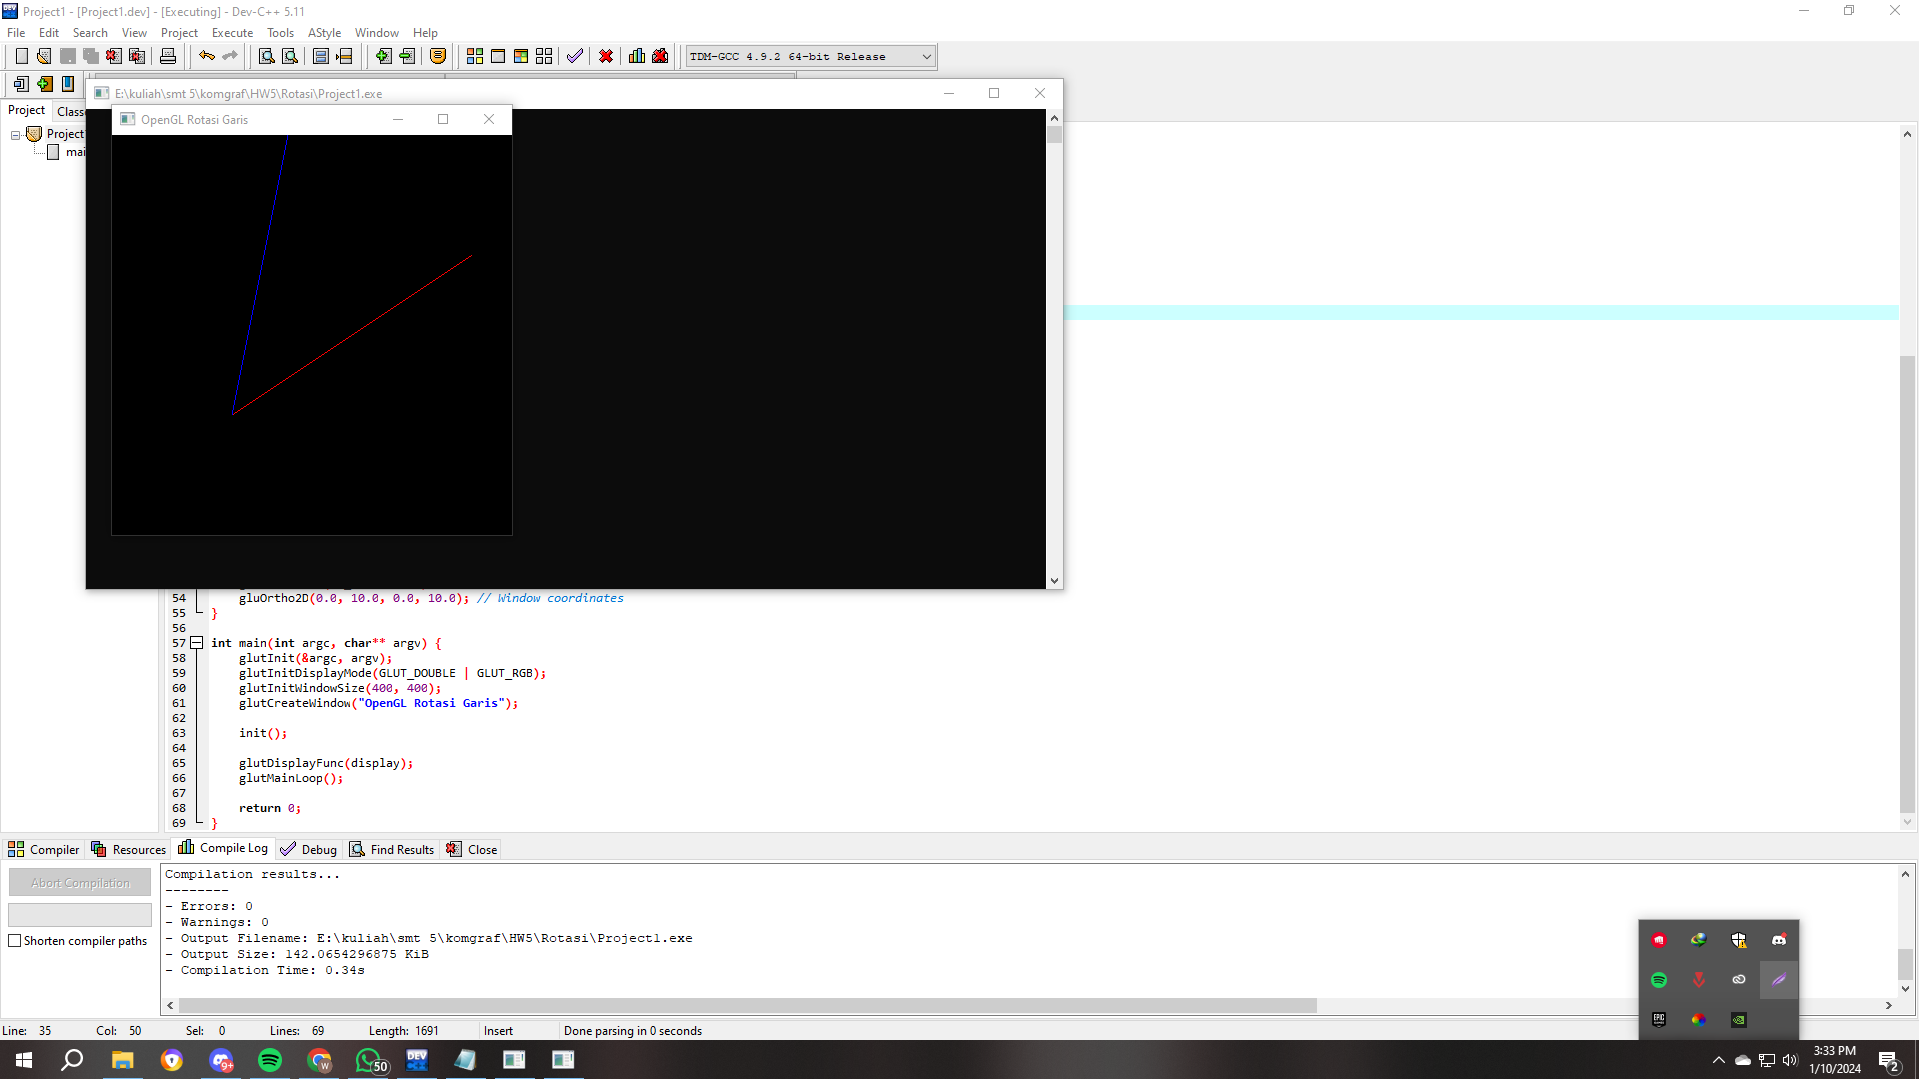 Project1 - [Project1.dev] - [Executing] - Dev-C++ 5.11
File Edit Search View Project Execute Tools AStyle Window Help
TDM-GCC 4.9.2 64-bit Release
E:\kuliah\smt 5\komgraf\HW5\Rotasi\Project1.exe
Project Class
OpenGL Rotasi Garis
Project
mai
54 gluOrtho2D(0.0, 10.0, 0.0, 10.0); // Window coordinates
55 }
56
57 int main(int argc, char** argv) {
58 glutInit(&argc, argv);
59 glutInitDisplayMode(GLUT_DOUBLE | GLUT_RGB);
60 glutInitWindowSize(400, 400);
61 glutCreateWindow("OpenGL Rotasi Garis");
62
63 init();
64
65 glutDisplayFunc(display);
66 glutMainLoop();
67
68 return 0;
69 }
Compiler Resources Compile Log Debug Find Results Close
Abort Compilation
Shorten compiler paths
Compilation results...
--------
- Errors: 0
- Warnings: 0
- Output Filename: E:\kuliah\smt 5\komgraf\HW5\Rotasi\Project1.exe
- Output Size: 142.0654296875 KiB
- Compilation Time: 0.34s
Line: 35 Col: 50 Sel: 0 Lines: 69 Length: 1691 Insert Done parsing in 0 seconds
EPIC
9+
W
50
DEV C++
3:33 PM
1/10/2024
2